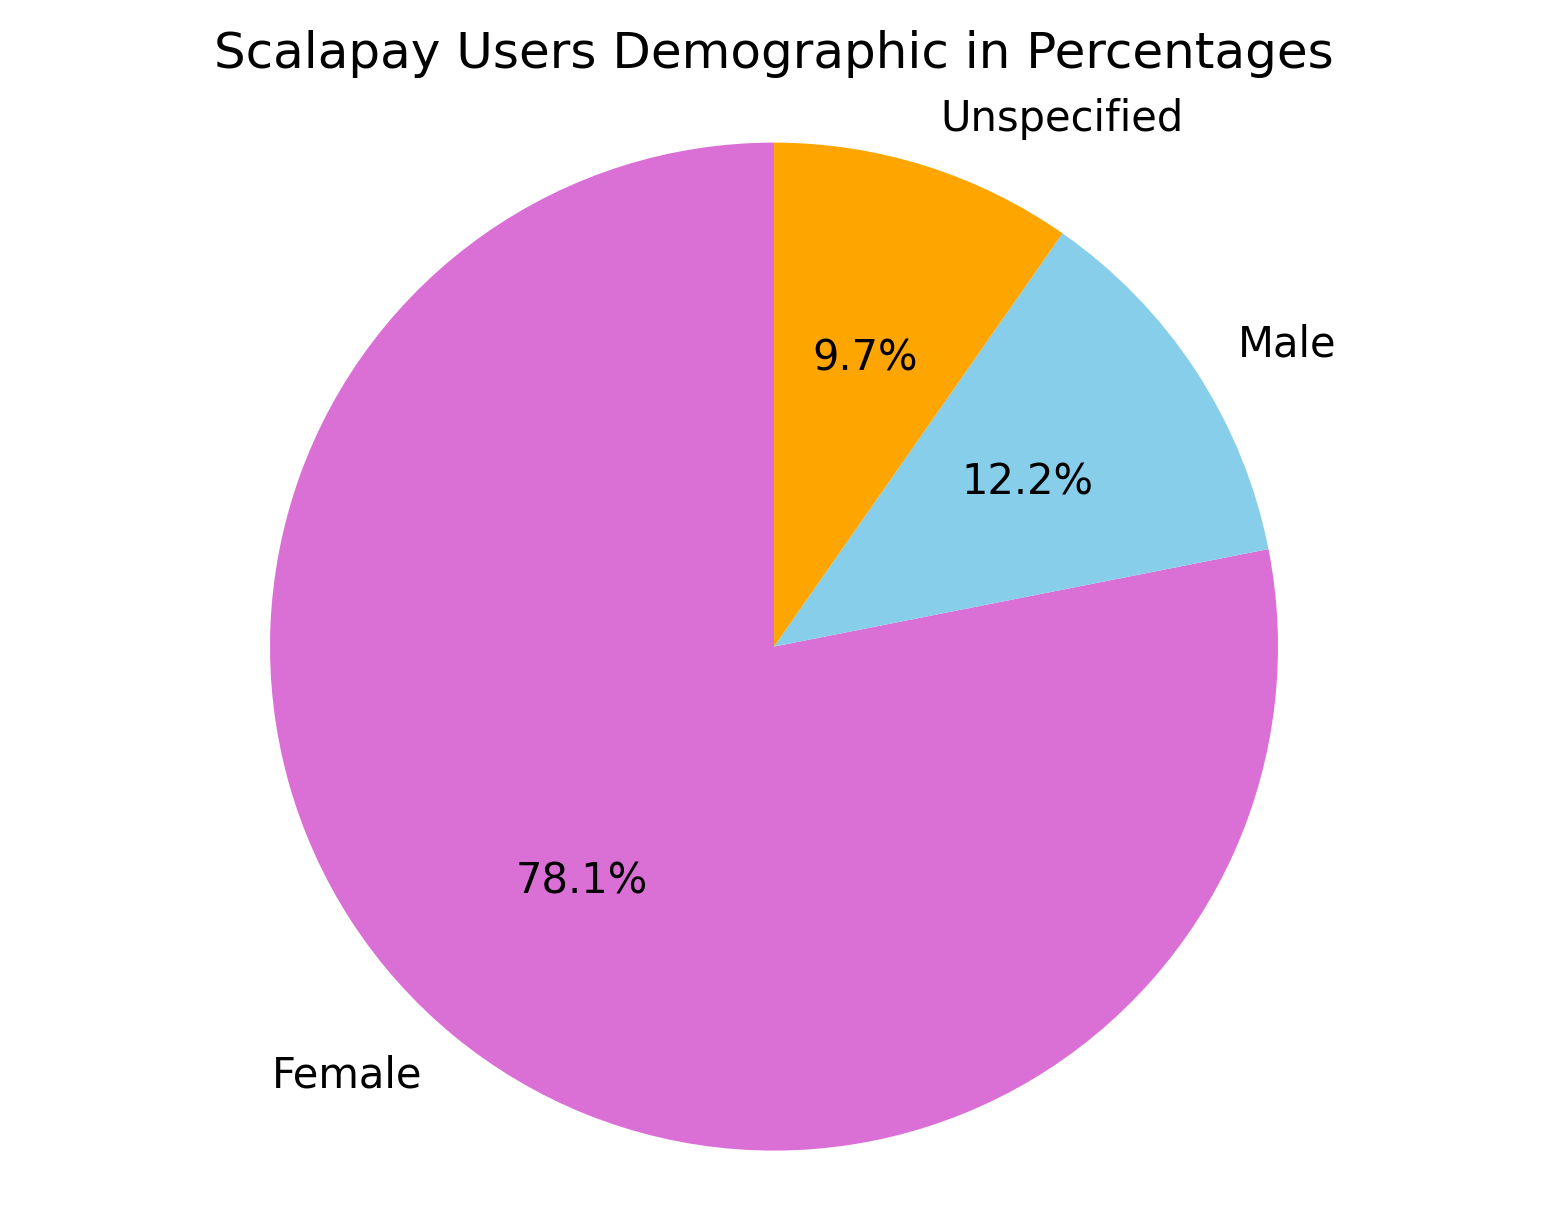 Scalapay Users Demographic in Percentages
Unspecified
Male
9.7%
12.2%
78.1%
Female